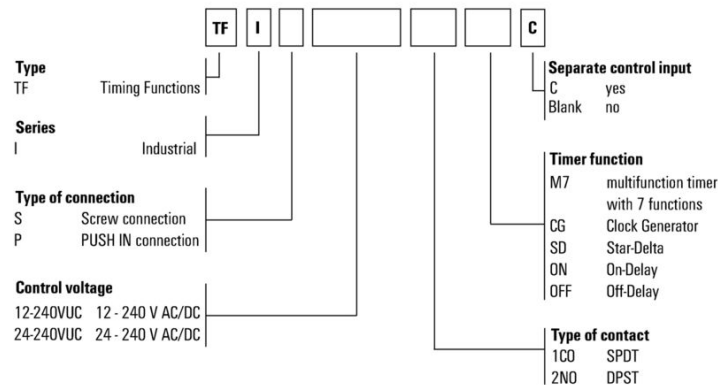 TF I C
Type
TF Timing Functions
Series
I Industrial
Type of connection
S Screw connection
P PUSH IN connection
Control voltage
12-240VUC 12 - 240 V AC/DC
24-240VUC 24 - 240 V AC/DC
Separate control input
C yes
Blank no
Timer function
M7 multifunction timer
with 7 functions
CG Clock Generator
SD Star-Delta
ON On-Delay
OFF Off-Delay
Type of contact
1CO SPDT
2NO DPST